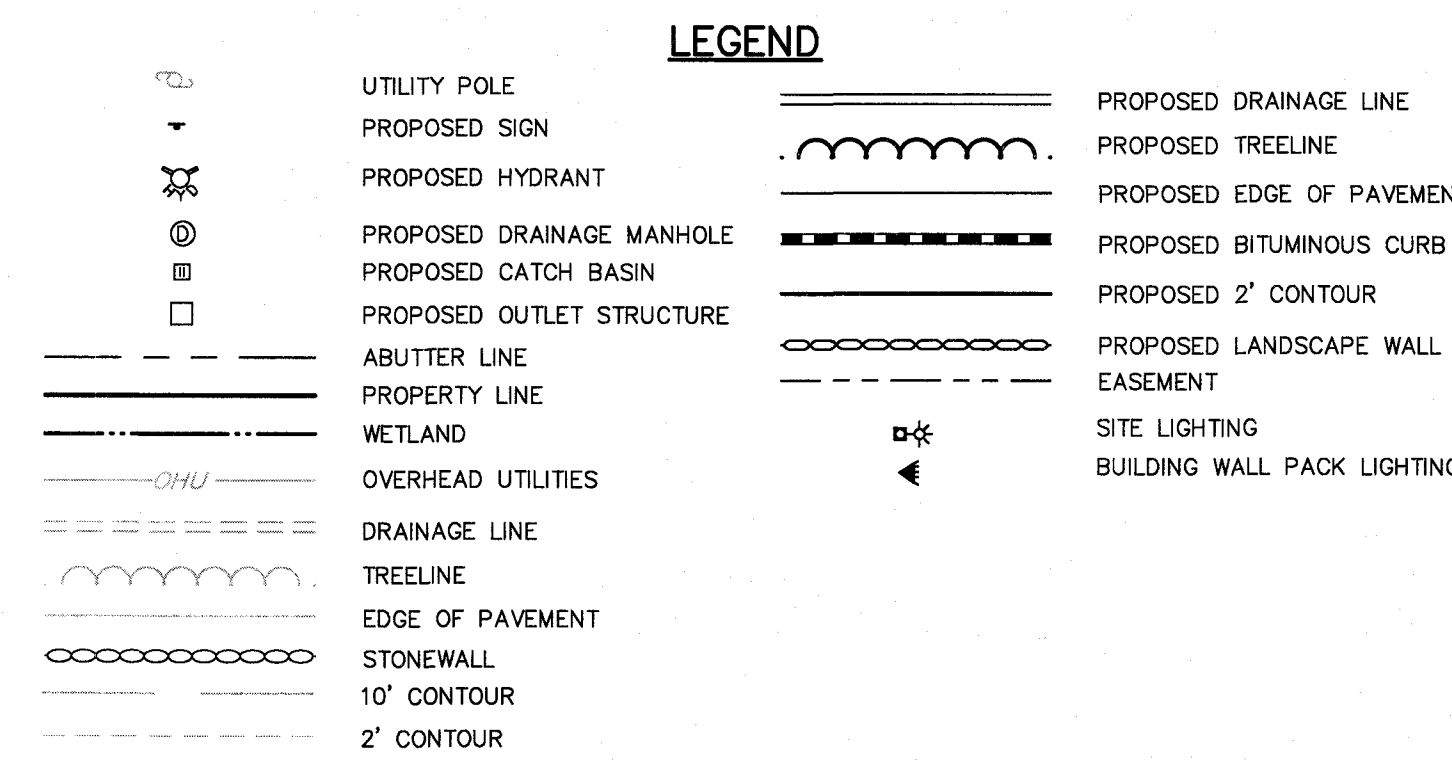 LEGEND
UTILITY POLE
PROPOSED SIGN
PROPOSED HYDRANT
D
PROPOSED DRAINAGE MANHOLE
PROPOSED CATCH BASIN
PROPOSED OUTLET STRUCTURE
ABUTTER LINE
PROPERTY LINE
WETLAND
OHU
OVERHEAD UTILITIES
DRAINAGE LINE
TREELINE
EDGE OF PAVEMENT
STONEWALL
10' CONTOUR
2' CONTOUR
PROPOSED DRAINAGE LINE
PROPOSED TREELINE
PROPOSED EDGE OF PAVEMEN
PROPOSED BITUMINOUS CURB
PROPOSED 2' CONTOUR
PROPOSED LANDSCAPE WALL
EASEMENT
SITE LIGHTING
BUILDING WALL PACK LIGHTING